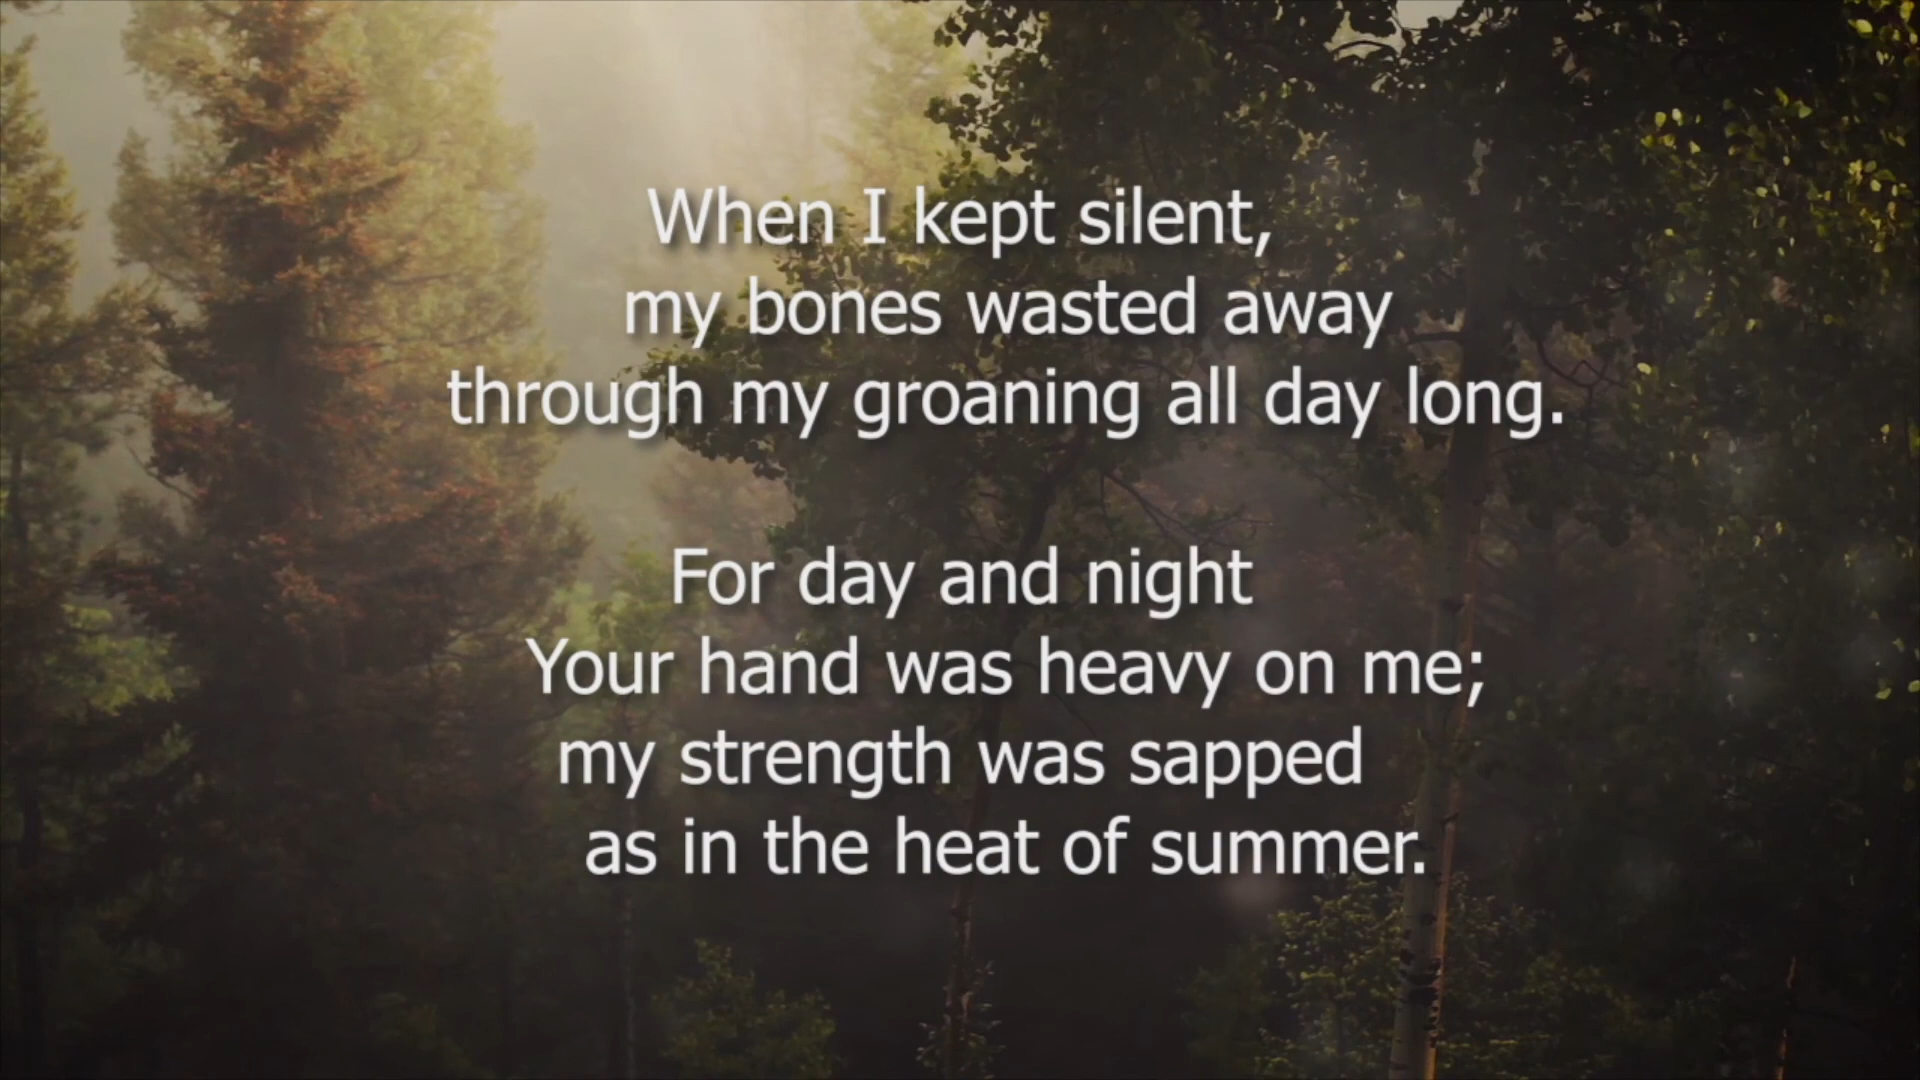 When I kept silent,
my bones wasted away
through my groaning all day long.
For day and night
Your hand was heavy on me;
my strength was sapped
as in the heat of summer.